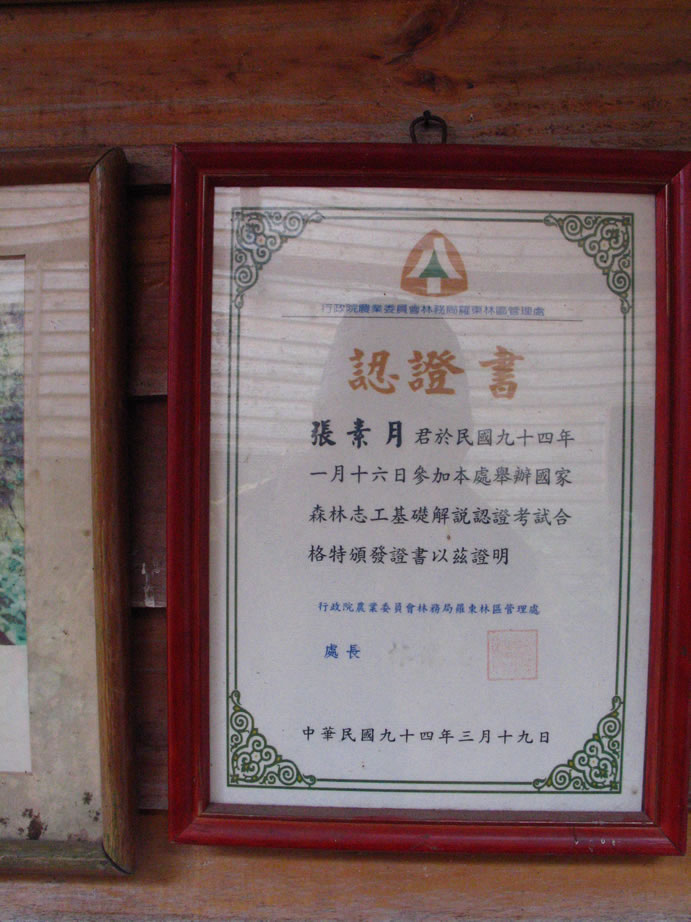 行政院農業委員會林務局羅東林區管理處
認證書
張素月君於民國九十四年
一月十六日參加本處舉辦國家
森林志工基礎解說認證考試合
格特頒發證書以茲證明
行政院農業委員會林務局羅東林區管理處
處長
中華民國九十四年三月十九日